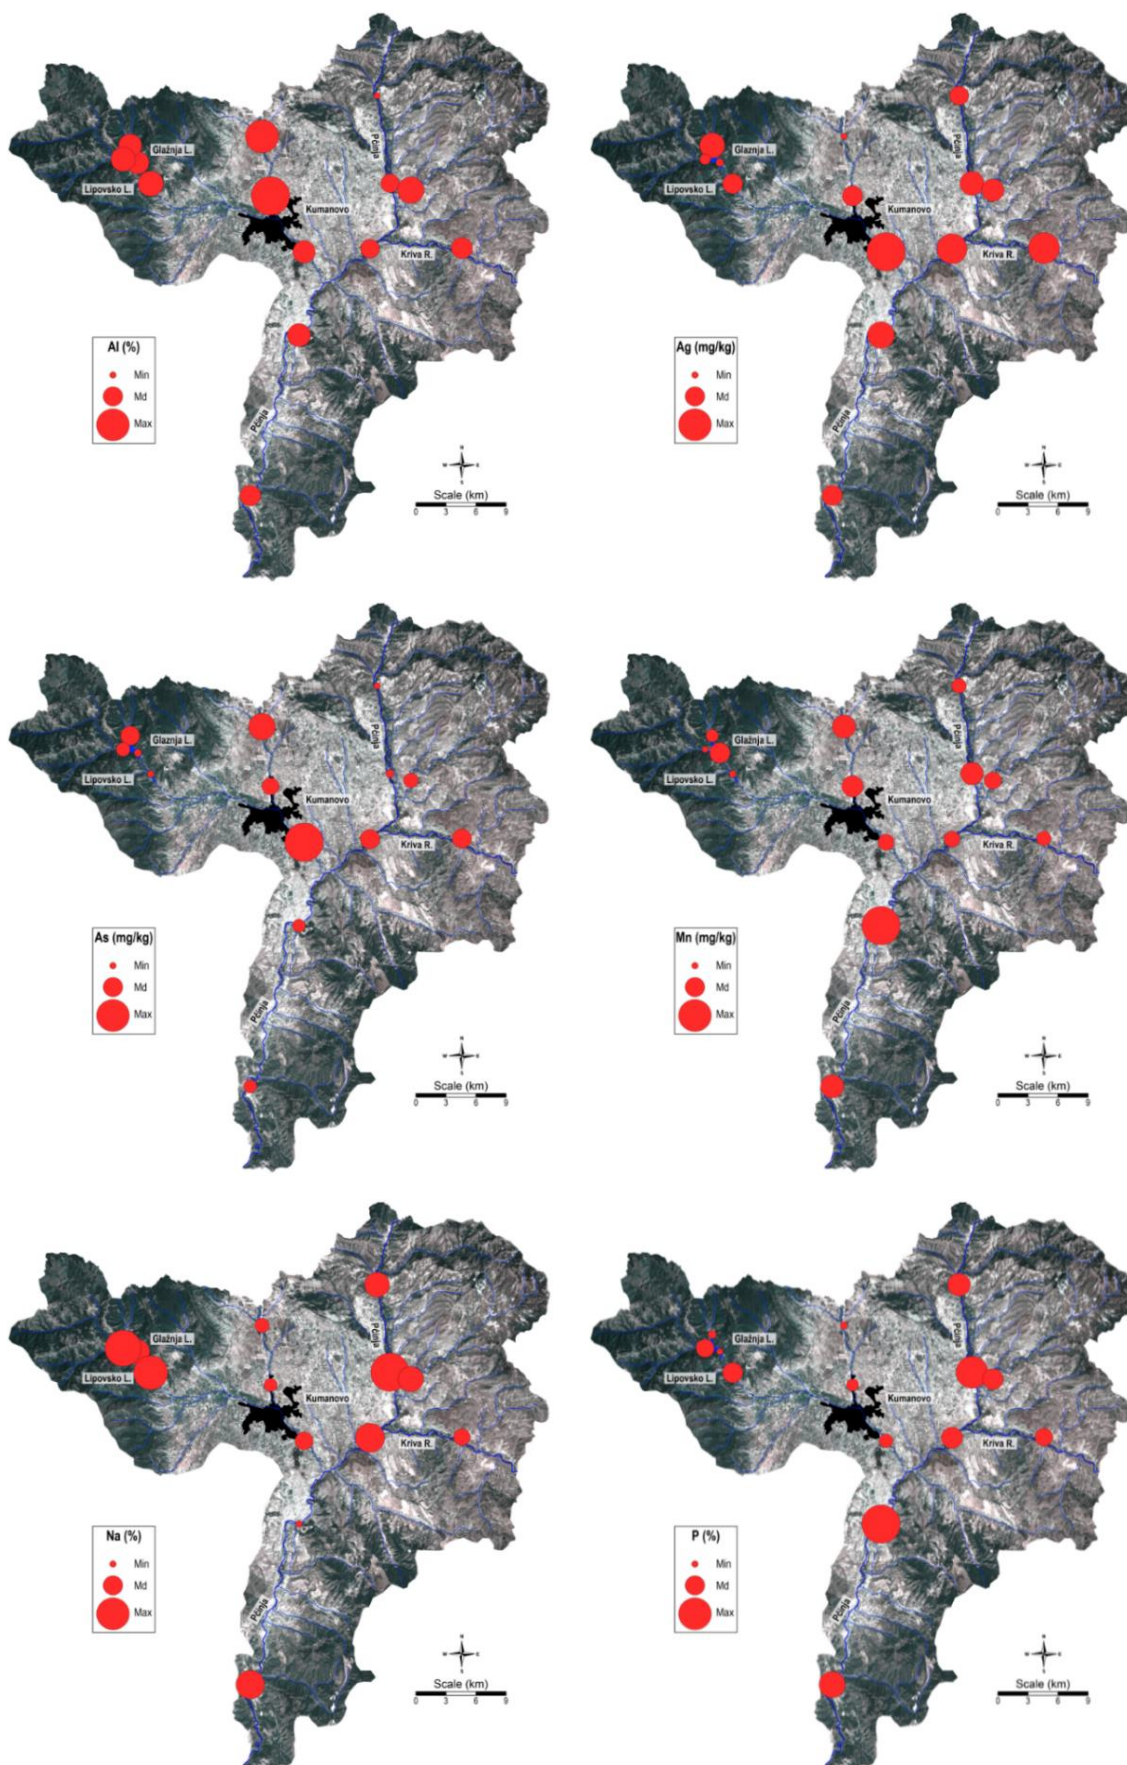 Pčinja
Glažnja L.
Lipovsko L.
Kumanovo
Kriva R.
Al (%)
Min
Md
Max
Pčinja
N
W E
S
Scale (km)
0 3 6 9
Pčinja
Glaznja L.
Lipovsko L.
Kumanovo
Kriva R.
Ag (mg/kg)
Min
Md
Max
Pčinja
N
W E
S
Scale (km)
0 3 6 9
Pčinja
Glaznja L.
Lipovsko L.
Kumanovo
Kriva R.
As (mg/kg)
Min
Md
Max
Pčinja
N
W E
S
Scale (km)
0 3 6 9
Pčinja
Glaznja L.
Lipovsko L.
Kumanovo
Kriva R.
Mn (mg/kg)
Min
Md
Max
Pčinja
N
W E
S
Scale (km)
0 3 6 9
Pčinja
Glažnja L.
Lipovsko L.
Kumanovo
Kriva R.
Na (%)
Min
Md
Max
Pčinja
N
W E
S
Scale (km)
0 3 6 9
Pčinja
Glažnja L.
Lipovsko L.
Kumanovo
Kriva R.
P (%)
Min
Md
Max
Pčinja
N
W E
S
Scale (km)
0 3 6 9